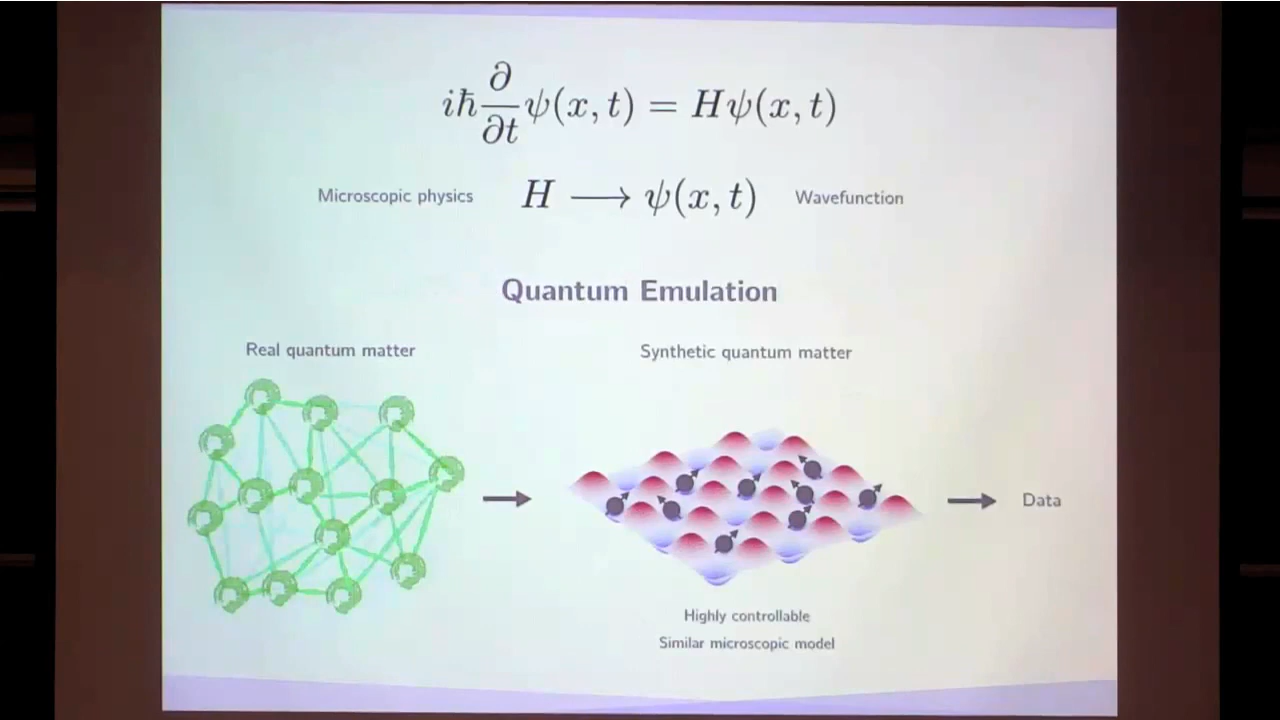 iℏ ∂/∂t ψ(x, t) = Hψ(x, t)
Microscopic physics H ⟶ ψ(x, t) Wavefunction
Quantum Emulation
Real quantum matter
Synthetic quantum matter
Data
Highly controllable
Similar microscopic model